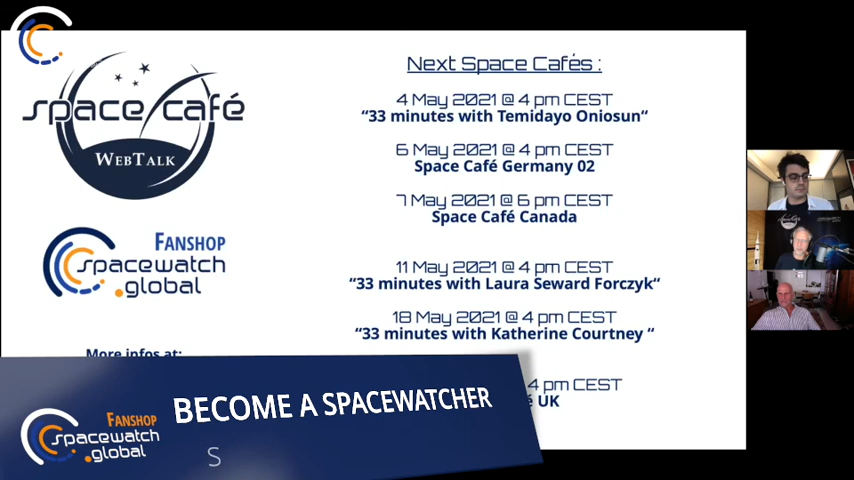 space café
WEBTALK
FANSHOP
spacewatch
.global
More infos at:
Next Space Cafés :
4 May 2021 @ 4 pm CEST
“33 minutes with Temidayo Oniosun“
6 May 2021 @ 4 pm CEST
Space Café Germany 02
7 May 2021 @ 6 pm CEST
Space Café Canada
11 May 2021 @ 4 pm CEST
“33 minutes with Laura Seward Forczyk“
18 May 2021 @ 4 pm CEST
“33 minutes with Katherine Courtney “
4 pm CEST
UK
FANSHOP
spacewatch
.global
BECOME A SPACEWATCHER
S